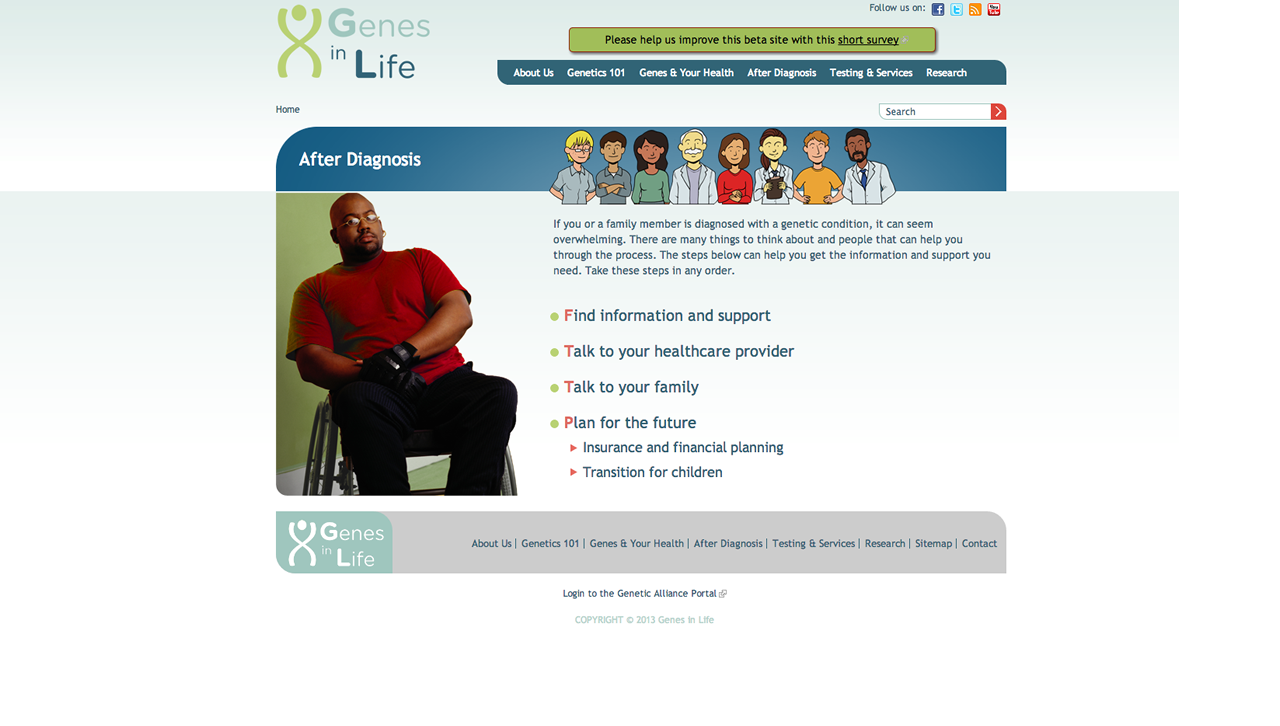 Genes
in Life
Follow us on:
Please help us improve this beta site with this short survey
About Us Genetics 101 Genes & Your Health After Diagnosis Testing & Services Research
Home
Search
After Diagnosis
If you or a family member is diagnosed with a genetic condition, it can seem
overwhelming. There are many things to think about and people that can help you
through the process. The steps below can help you get the information and support you
need. Take these steps in any order.
Find information and support
Talk to your healthcare provider
Talk to your family
Plan for the future
Insurance and financial planning
Transition for children
Genes
in Life
About Us | Genetics 101 | Genes & Your Health | After Diagnosis | Testing & Services | Research | Sitemap | Contact
Login to the Genetic Alliance Portal
COPYRIGHT © 2013 Genes in Life